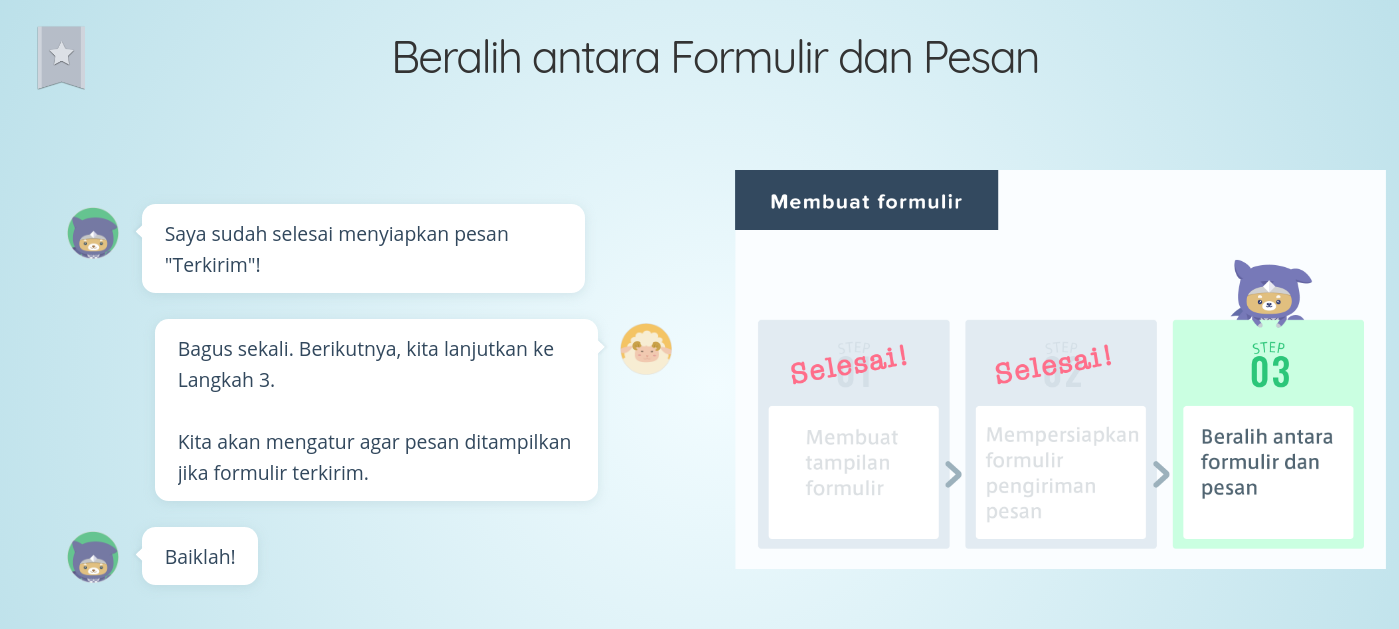 Beralih antara Formulir dan Pesan
Saya sudah selesai menyiapkan pesan
"Terkirim"!
Bagus sekali. Berikutnya, kita lanjutkan ke
Langkah 3.
Kita akan mengatur agar pesan ditampilkan
jika formulir terkirim.
Baiklah!
Membuat formulir
STEP
01
Selesai!
Membuat
tampilan
formulir
STEP
02
Selesai!
Mempersiapkan
formulir
pengiriman
pesan
STEP
03
Beralih antara
formulir dan
pesan